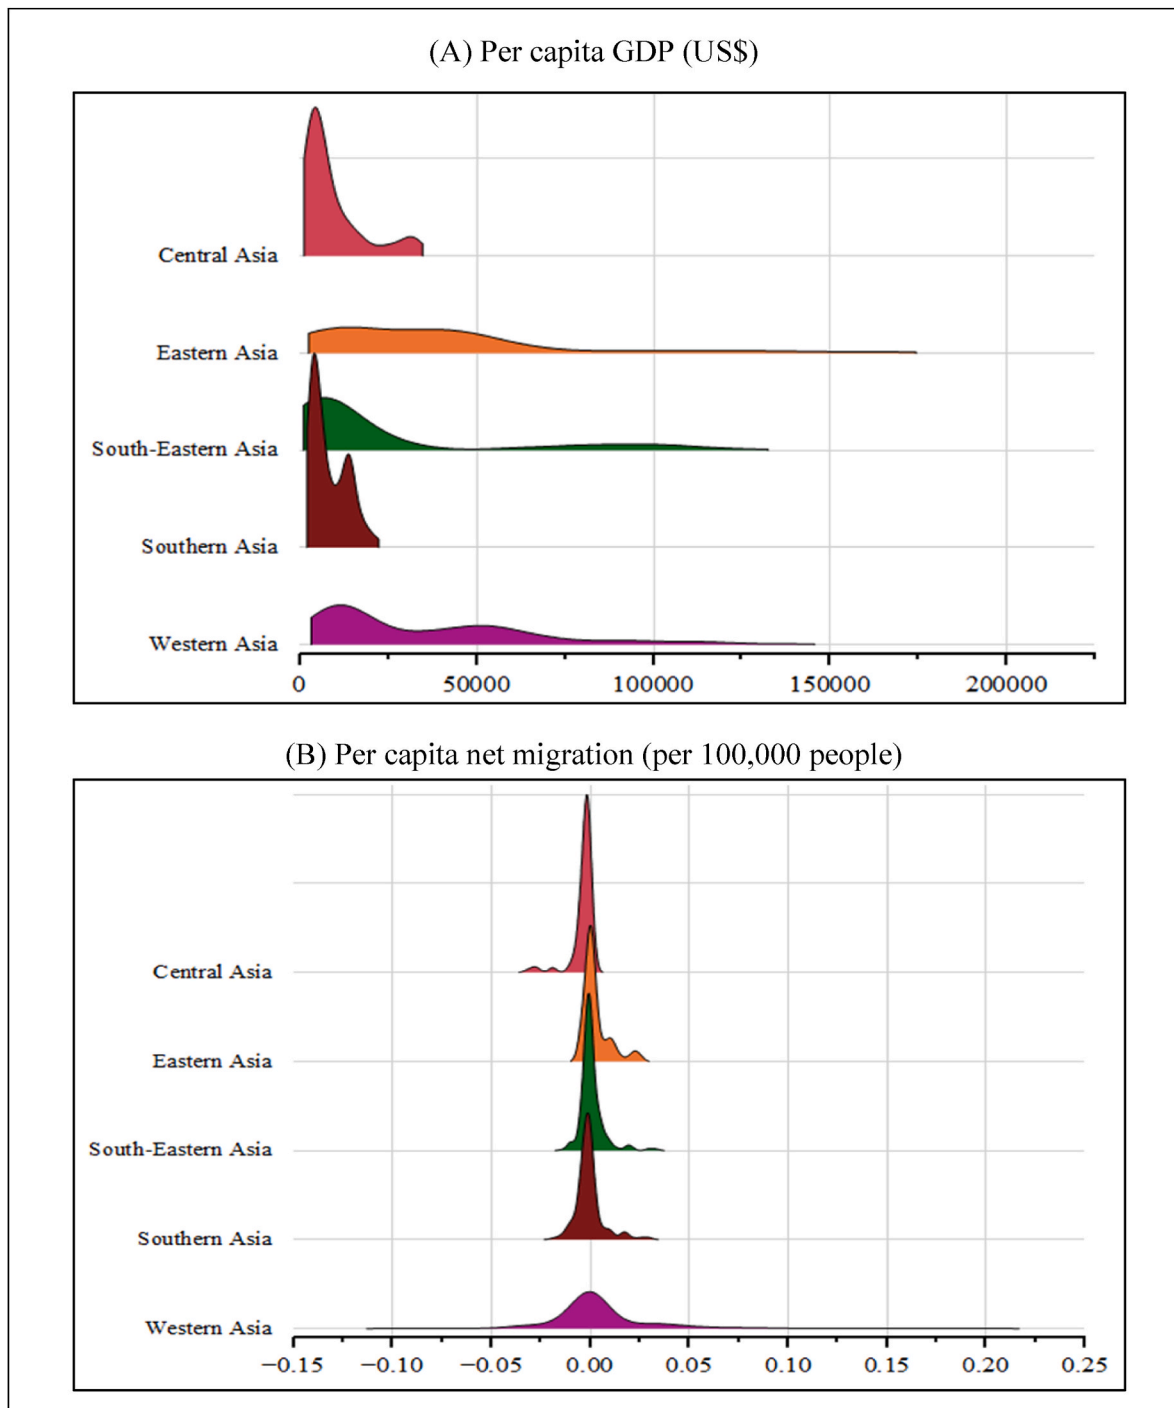 (A) Per capita GDP (US$)
Central Asia
Eastern Asia
South-Eastern Asia
Southern Asia
Western Asia
0 50000 100000 150000 200000
(B) Per capita net migration (per 100,000 people)
Central Asia
Eastern Asia
South-Eastern Asia
Southern Asia
Western Asia
−0.15 −0.10 −0.05 0.00 0.05 0.10 0.15 0.20 0.25